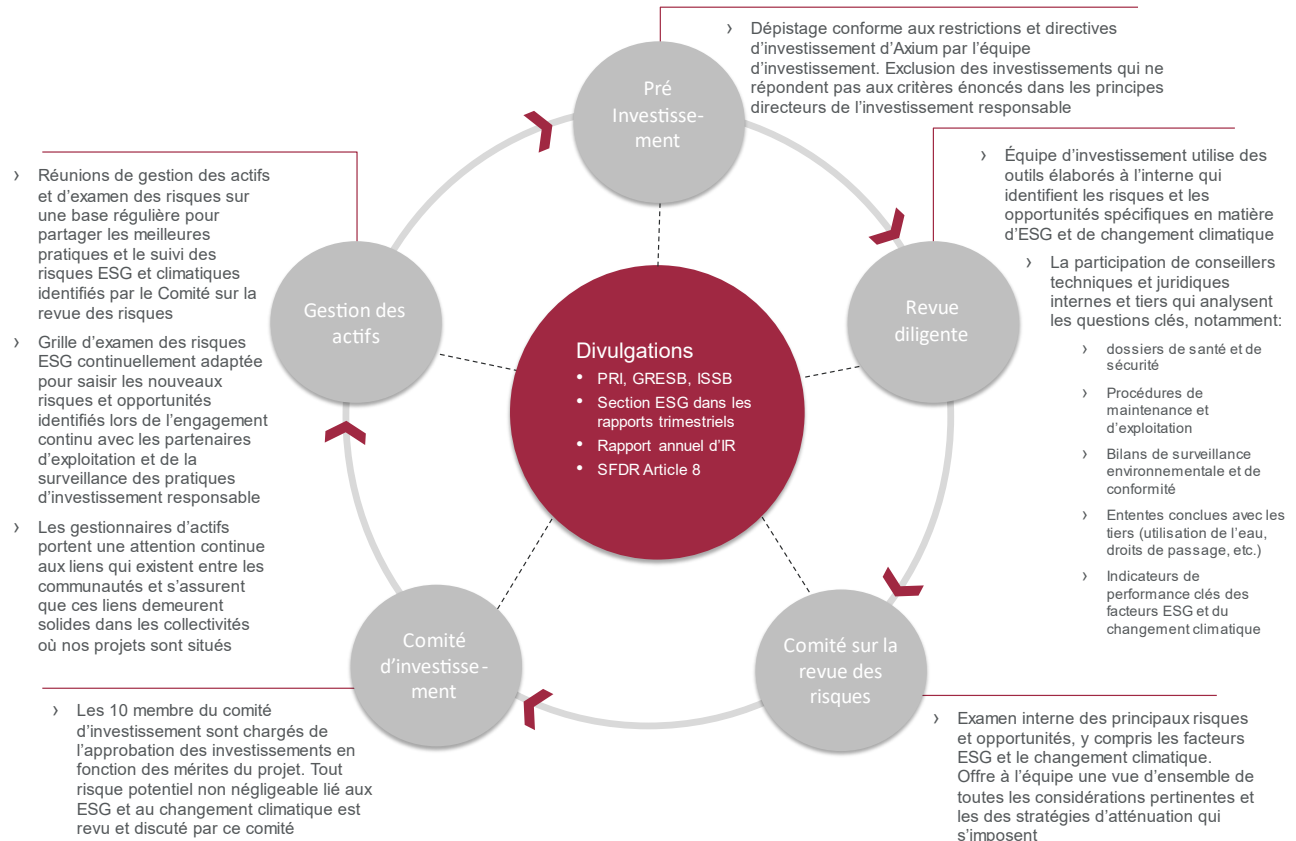 › Dépistage conforme aux restrictions et directives
d’investissement d’Axium par l’équipe
d’investissement. Exclusion des investissements qui ne
répondent pas aux critères énoncés dans les principes
directeurs de l’investissement responsable
Pré
Investisse-
ment
› Équipe d’investissement utilise des
outils élaborés à l’interne qui
identifient les risques et les
opportunités spécifiques en matière
d’ESG et de changement climatique
› La participation de conseillers
techniques et juridiques
internes et tiers qui analysent
les questions clés, notamment:
› dossiers de santé et de
sécurité
› Procédures de
maintenance et
d’exploitation
› Bilans de surveillance
environnementale et de
conformité
› Ententes conclues avec les
tiers (utilisation de l’eau,
droits de passage, etc.)
› Indicateurs de
performance clés des
facteurs ESG et du
changement climatique
Revue
diligente
› Réunions de gestion des actifs
et d’examen des risques sur
une base régulière pour
partager les meilleures
pratiques et le suivi des
risques ESG et climatiques
identifiés par le Comité sur la
revue des risques
› Grille d’examen des risques
ESG continuellement adaptée
pour saisir les nouveaux
risques et opportunités
identifiés lors de l’engagement
continu avec les partenaires
d’exploitation et de la
surveillance des pratiques
d’investissement responsable
› Les gestionnaires d’actifs
portent une attention continue
aux liens qui existent entre les
communautés et s’assurent
que ces liens demeurent
solides dans les collectivités
où nos projets sont situés
Gestion des
actifs
Divulgations
• PRI, GRESB, ISSB
• Section ESG dans les
rapports trimestriels
• Rapport annuel d’IR
• SFDR Article 8
Comité
d’investisse-
ment
Comité sur la
revue des
risques
› Les 10 membre du comité
d’investissement sont chargés de
l’approbation des investissements en
fonction des mérites du projet. Tout
risque potentiel non négligeable lié aux
ESG et au changement climatique est
revu et discuté par ce comité
› Examen interne des principaux risques
et opportunités, y compris les facteurs
ESG et le changement climatique.
Offre à l’équipe une vue d’ensemble de
toutes les considérations pertinentes et
les des stratégies d’atténuation qui
s’imposent